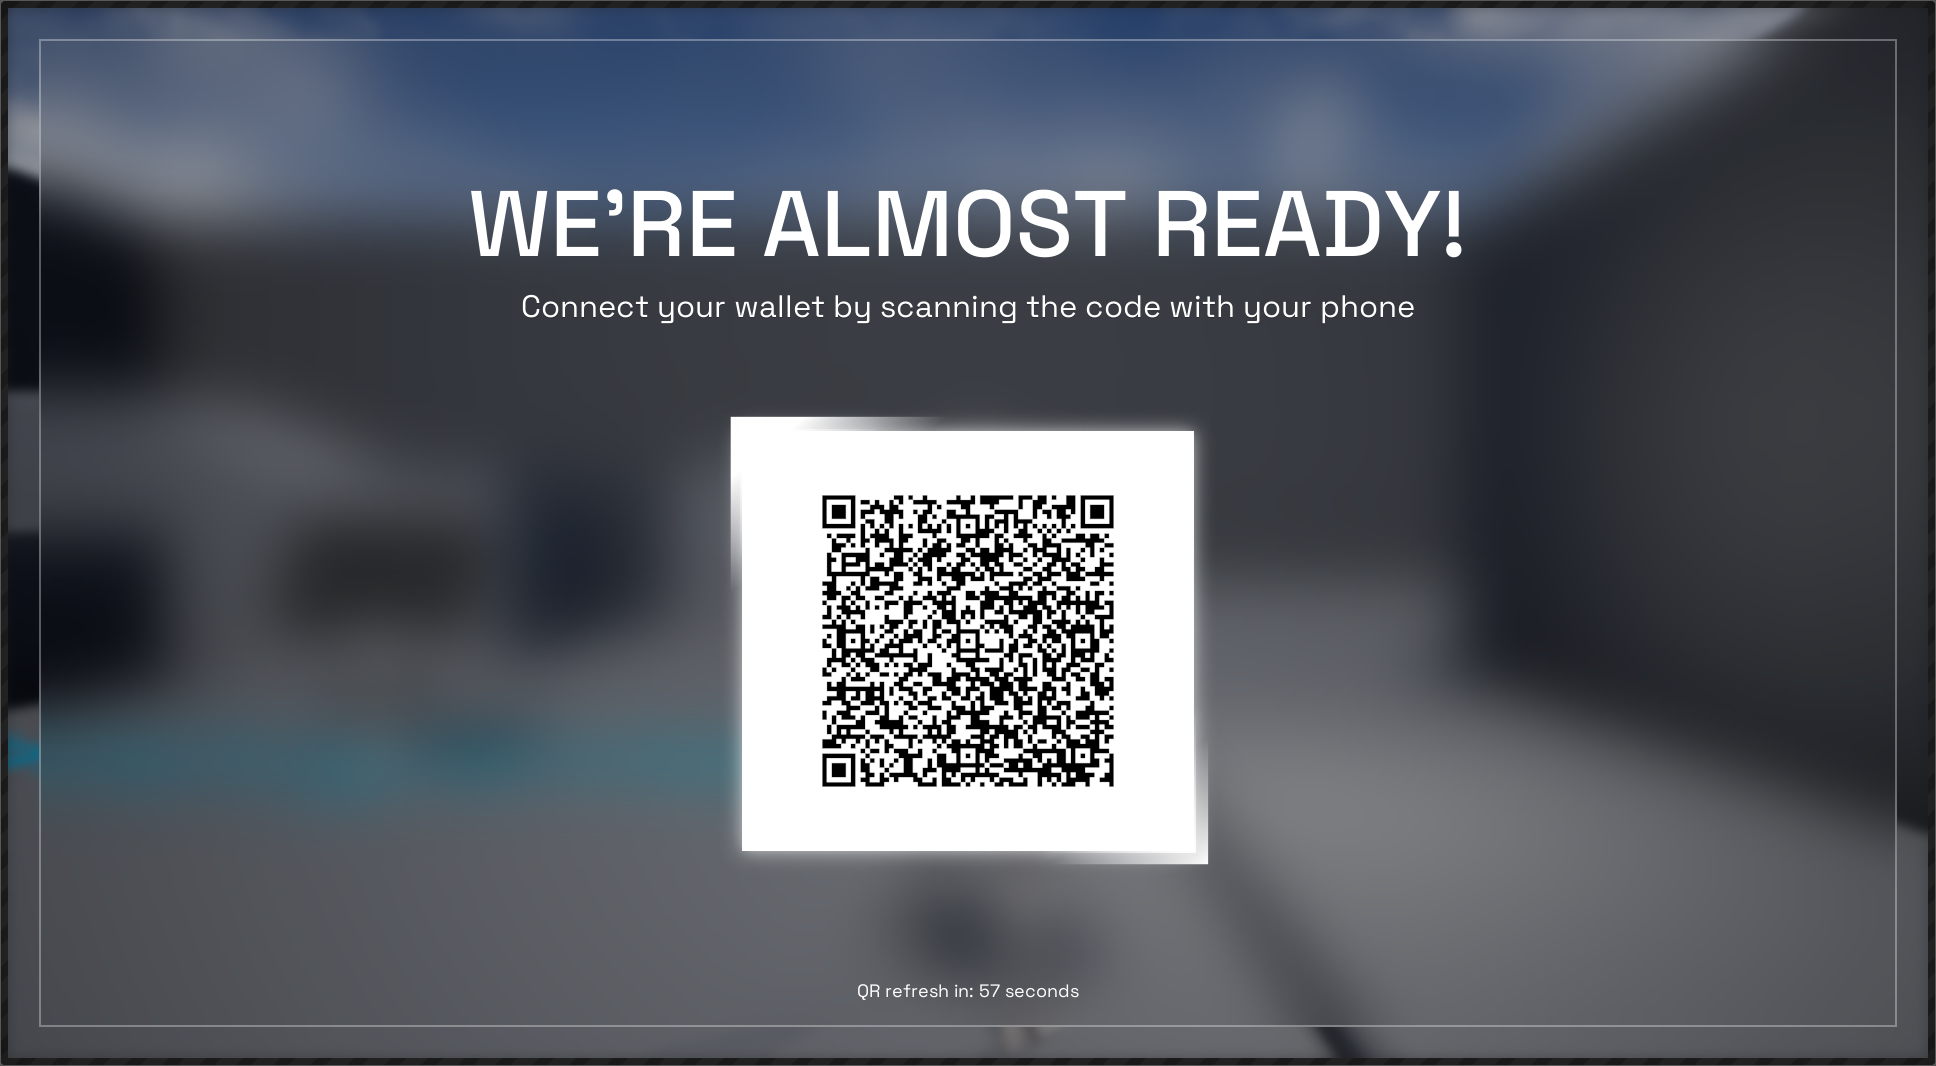 WE’RE ALMOST READY!
Connect your wallet by scanning the code with your phone
QR refresh in: 57 seconds